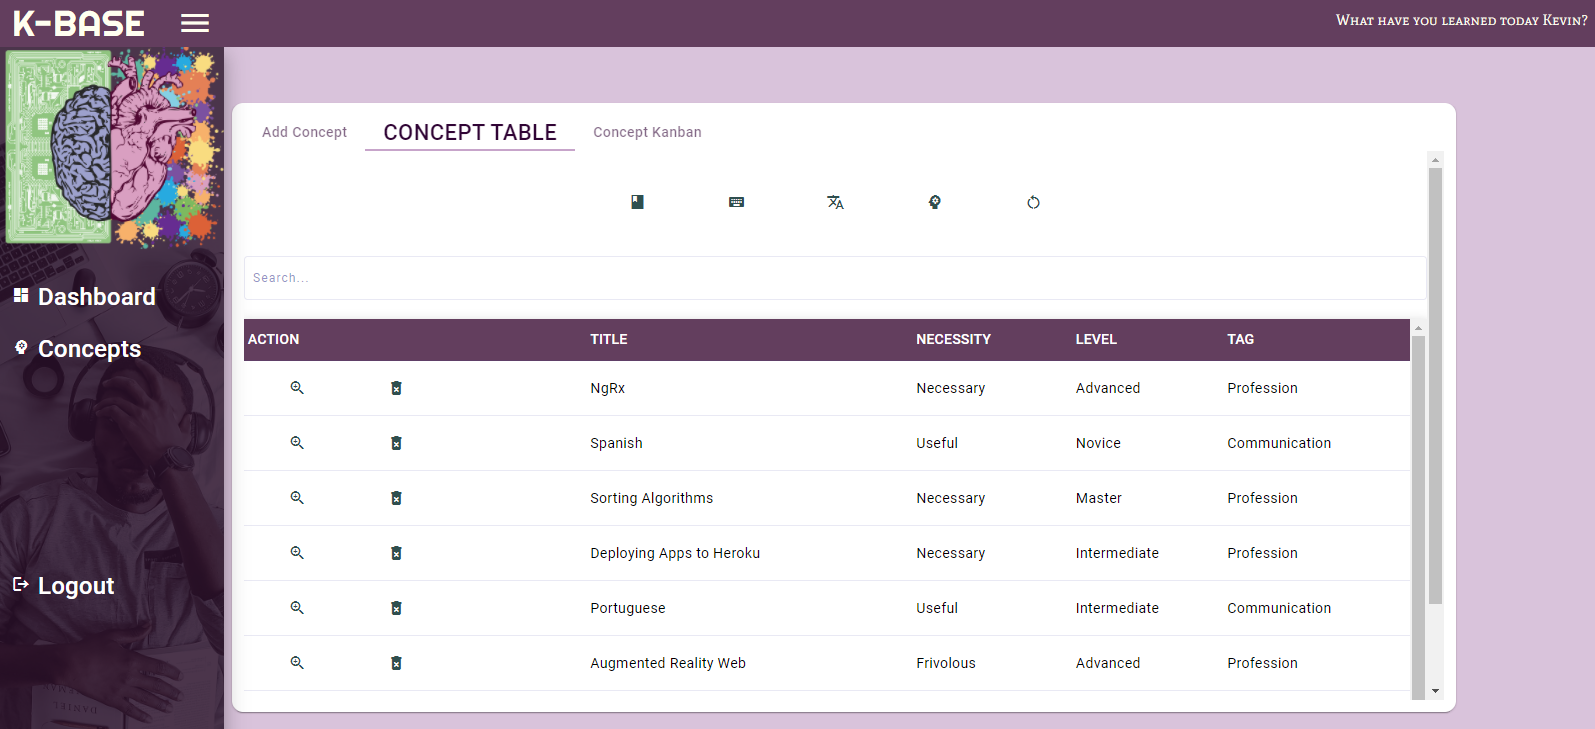 K-BASE
What have you learned today Kevin?
Dashboard
Concepts
Logout
Add Concept CONCEPT TABLE Concept Kanban
Search...
ACTION TITLE NECESSITY LEVEL TAG
NgRx Necessary Advanced Profession
Spanish Useful Novice Communication
Sorting Algorithms Necessary Master Profession
Deploying Apps to Heroku Necessary Intermediate Profession
Portuguese Useful Intermediate Communication
Augmented Reality Web Frivolous Advanced Profession